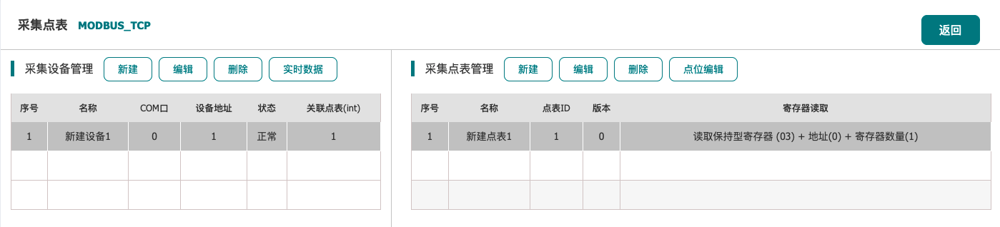 采集点表 MODBUS_TCP
返回
采集设备管理 新建 编辑 删除 实时数据
序号 名称 COM口 设备地址 状态 关联点表(int)
1 新建设备1 0 1 正常 1
采集点表管理 新建 编辑 删除 点位编辑
序号 名称 点表ID 版本 寄存器读取
1 新建点表1 1 0 读取保持型寄存器 (03) + 地址(0) + 寄存器数量(1)